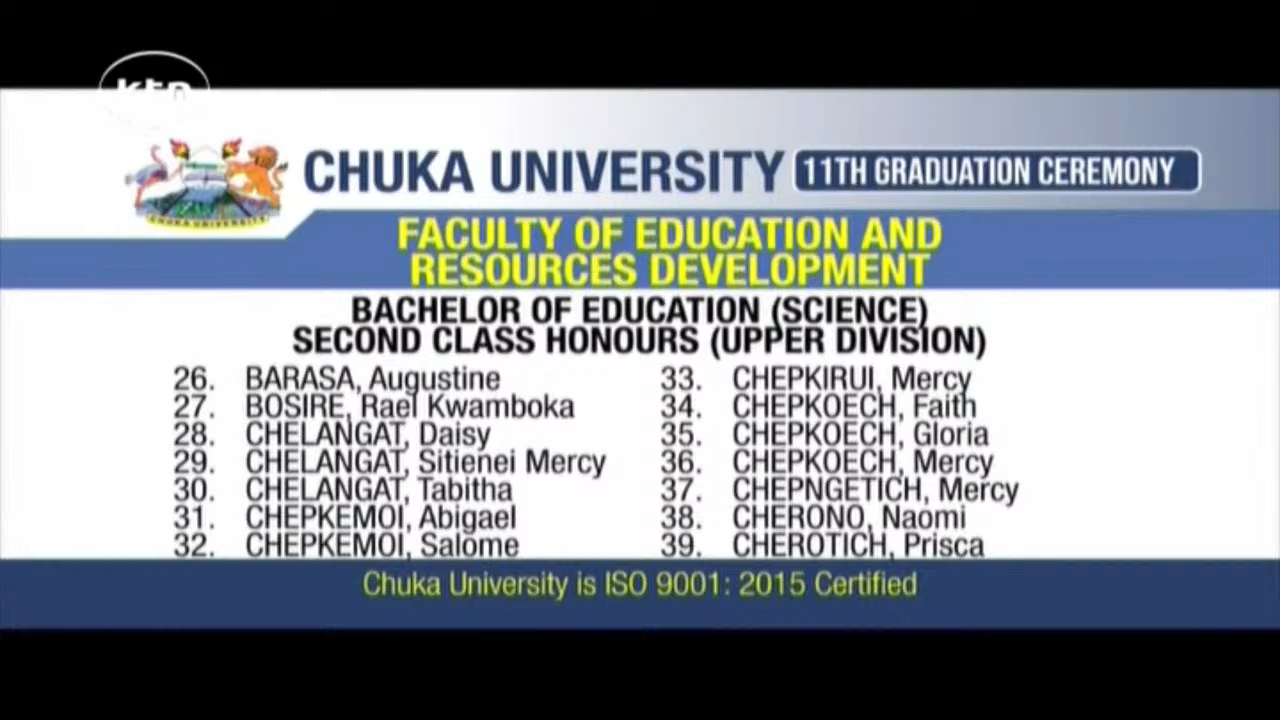 ktn
CHUKA UNIVERSITY
CHUKA UNIVERSITY 11TH GRADUATION CEREMONY
FACULTY OF EDUCATION AND
RESOURCES DEVELOPMENT
BACHELOR OF EDUCATION (SCIENCE)
SECOND CLASS HONOURS (UPPER DIVISION)
26. BARASA, Augustine
27. BOSIRE, Rael Kwamboka
28. CHELANGAT, Daisy
29. CHELANGAT, Sitienei Mercy
30. CHELANGAT, Tabitha
31. CHEPKEMOI, Abigael
32. CHEPKEMOI, Salome
33. CHEPKIRUI, Mercy
34. CHEPKOECH, Faith
35. CHEPKOECH, Gloria
36. CHEPKOECH, Mercy
37. CHEPNGETICH, Mercy
38. CHERONO, Naomi
39. CHEROTICH, Prisca
Chuka University is ISO 9001: 2015 Certified